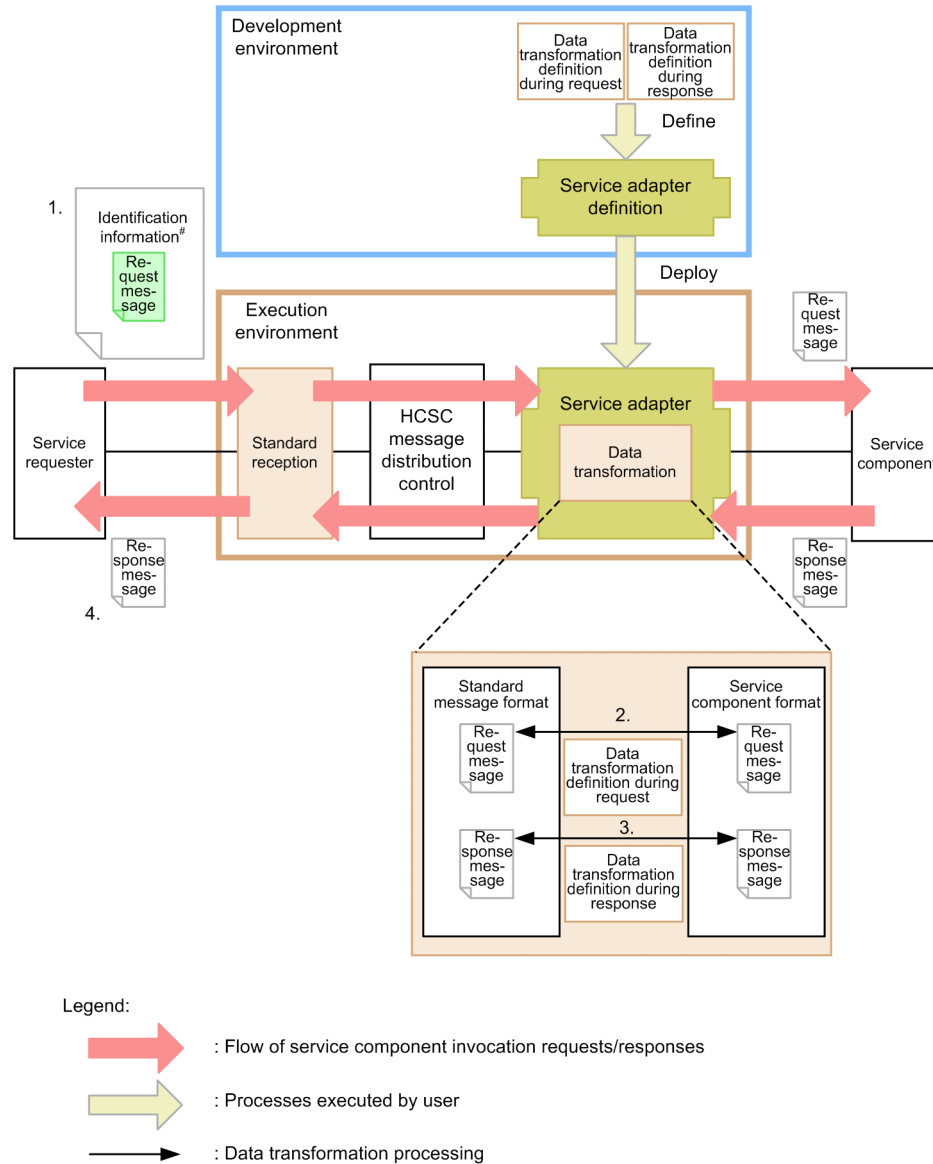 Development
environment
Data
transformation
definition
during request
Data
transformation
definition
during
response
Define
Service adapter
definition
1.
Identification
information#
Re-
quest
mes-
sage
Deploy
Execution
environment
Re-
quest
mes-
sage
Service
requester
Standard
reception
HCSC
message
distribution
control
Service adapter
Data
transformation
Service
component
Re-
sponse
mes-
sage
4.
Re-
sponse
mes-
sage
Standard
message format
Service
component format
2.
Re-
quest
mes-
sage
Data
transformation
definition during
request
Re-
quest
mes-
sage
3.
Re-
sponse
mes-
sage
Data
transformation
definition during
response
Re-
sponse
mes-
sage
Legend:
: Flow of service component invocation requests/responses
: Processes executed by user
: Data transformation processing